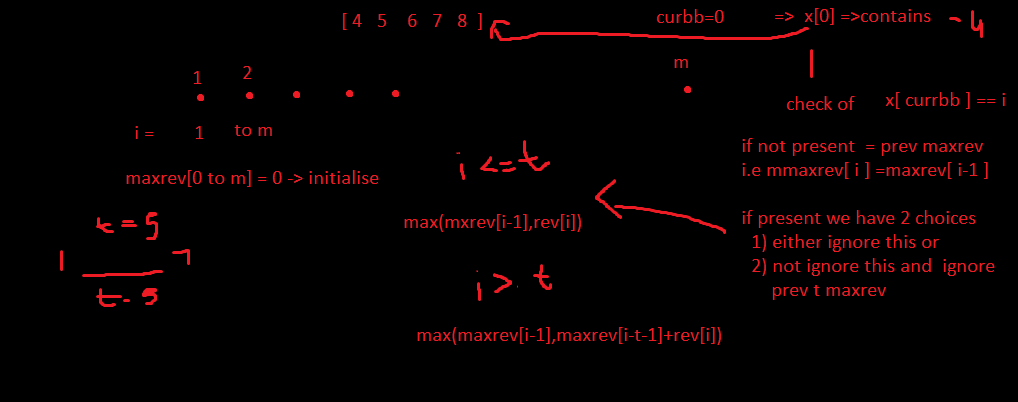 [ 4 5 6 7 8 ]
curbb=0 => x[0] =>contains - 4
1 2 m
check of x[ currbb ] == i
i = 1 to m
i <= t
if not present = prev maxrev
i.e mmaxrev[ i ] =maxrev[ i-1 ]
maxrev[0 to m] = 0 -> initialise
max(mxrev[i-1],rev[i])
if present we have 2 choices
1) either ignore this or
2) not ignore this and ignore
prev t maxrev
t = 5
1 7
t - 5
i > t
max(maxrev[i-1],maxrev[i-t-1]+rev[i])